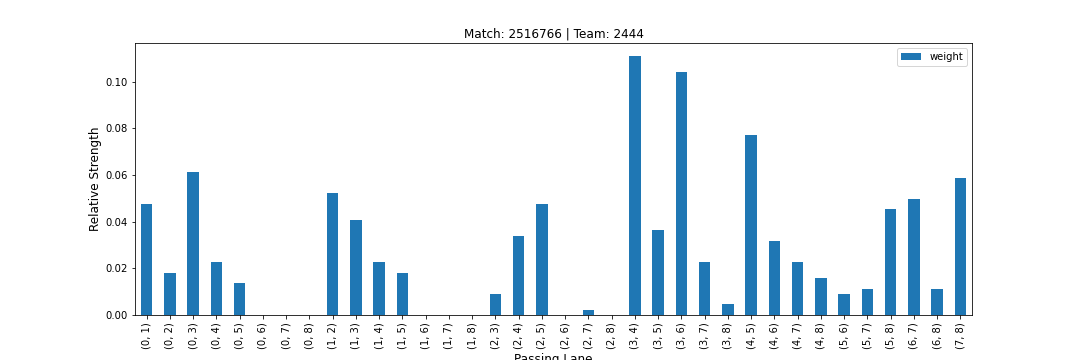 Match: 2516766 | Team: 2444
weight
Relative Strength
0.10
0.08
0.06
0.04
0.02
0.00
(0, 1) (0, 2) (0, 3) (0, 4) (0, 5) (0, 6) (0, 7) (0, 8) (1, 2) (1, 3) (1, 4) (1, 5) (1, 6) (1, 7) (1, 8) (2, 3) (2, 4) (2, 5) (2, 6) (2, 7) (2, 8) (3, 4) (3, 5) (3, 6) (3, 7) (3, 8) (4, 5) (4, 6) (4, 7) (4, 8) (5, 6) (5, 7) (5, 8) (6, 7) (6, 8) (7, 8)
Passing Lane